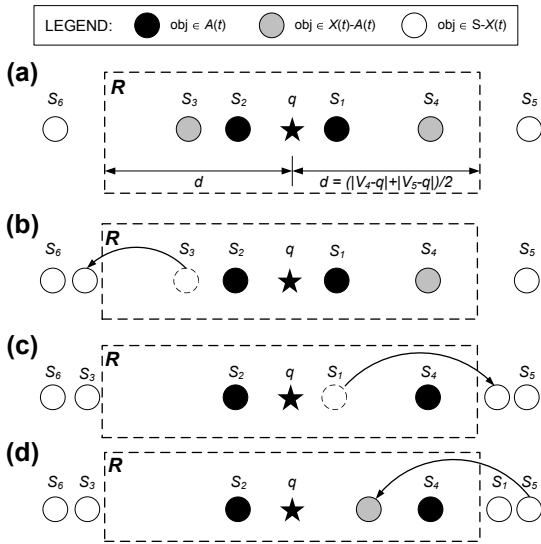 LEGEND: obj ∈ A(t) obj ∈ X(t)-A(t) obj ∈ S-X(t)
(a)
R
S6 S3 S2 q S1 S4 S5
d d = (|V4-q|+|V5-q|)/2
(b)
S6 R S3 S2 q S1 S4 S5
(c)
R
S6 S3 S2 q S1 S4 S5
(d)
R
S6 S3 S2 q S4 S1 S5